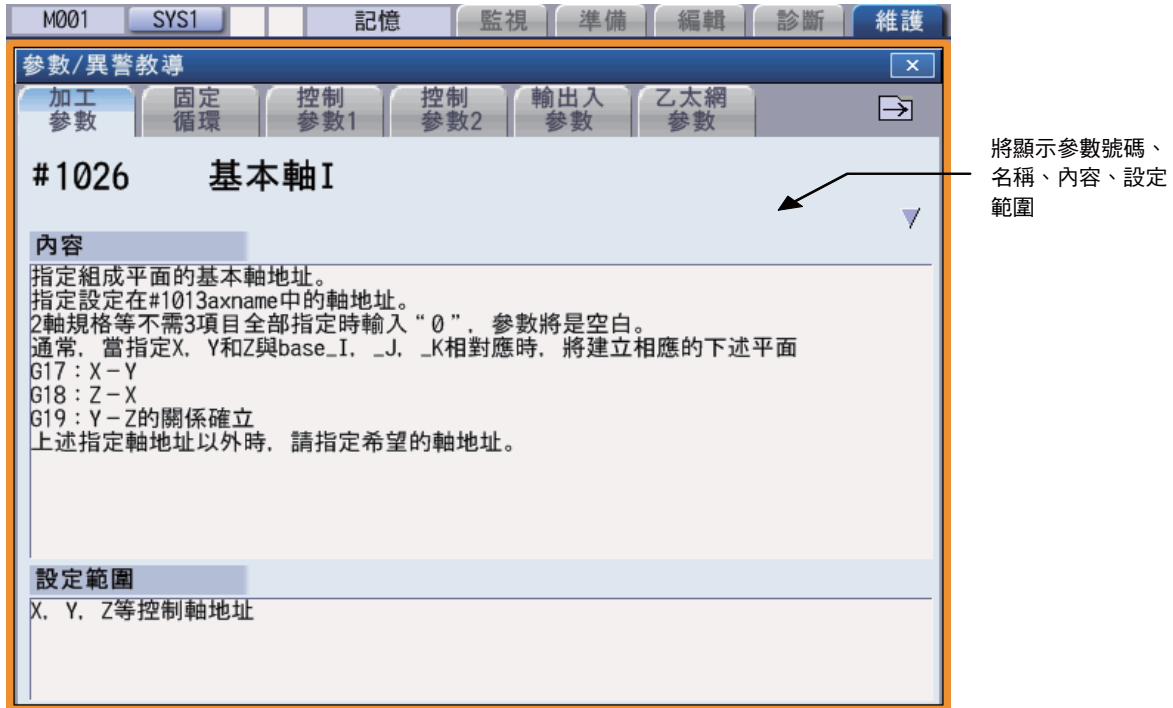 M001 SYS1 記憶 監視 準備 編輯 診斷 維護
參數/異警教導
加工參數 固定循環 控制參數1 控制參數2 輸出入參數 乙太網參數
#1026 基本軸I
將顯示參數號碼、
名稱、內容、設定
範圍
內容
指定組成平面的基本軸地址。
指定設定在#1013axname中的軸地址。
2軸規格等不需3項目全部指定時輸入“0”, 參數將是空白。
通常, 當指定X, Y和Z與base_I, _J, _K相對應時, 將建立相應的下述平面
G17：X－Y
G18：Z－X
G19：Y－Z的關係確立
上述指定軸地址以外時, 請指定希望的軸地址。
設定範圍
X, Y, Z等控制軸地址